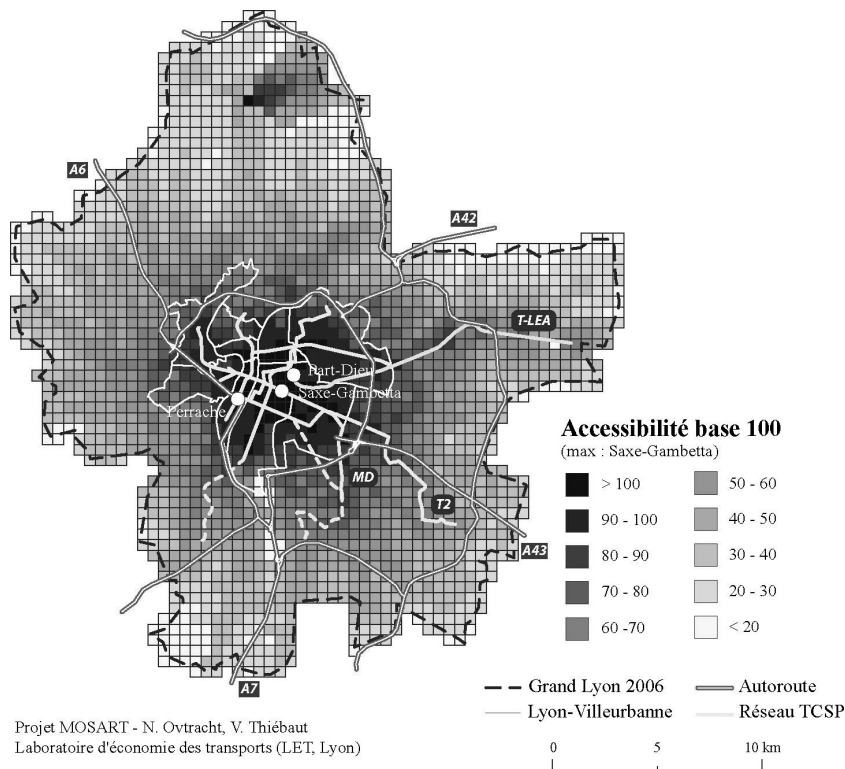 A6
A42
T-LEA
Part-Dieu
Saxe-Gambetta
Perrache
MD
T2
A43
A7
Accessibilité base 100
(max : Saxe-Gambetta)
> 100
50 - 60
90 - 100
40 - 50
80 - 90
30 - 40
70 - 80
20 - 30
60 -70
< 20
Grand Lyon 2006
Autoroute
Lyon-Villeurbanne
Réseau TCSP
Projet MOSART - N. Ovtracht, V. Thiébaut
Laboratoire d'économie des transports (LET, Lyon)
0 5 10 km